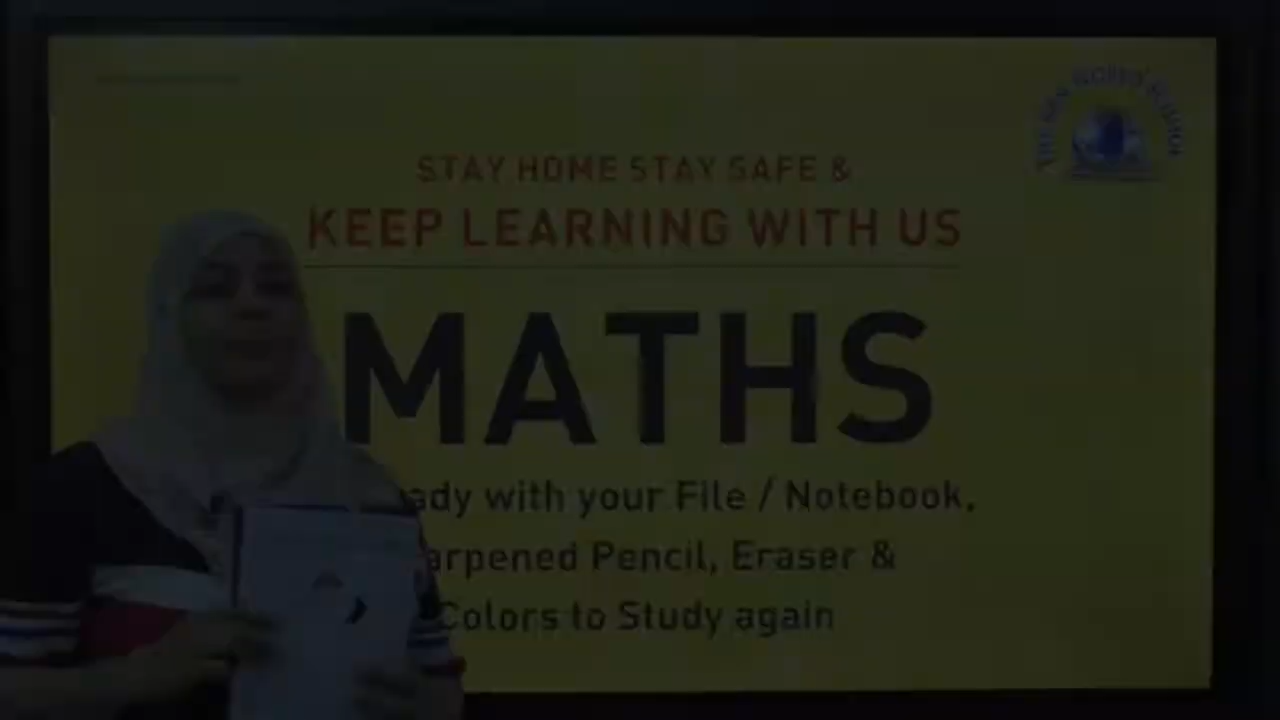 STAY HOME STAY SAFE &
KEEP LEARNING WITH US
MATHS
ady with your File / Notebook,
arpened Pencil, Eraser &
Colors to Study again